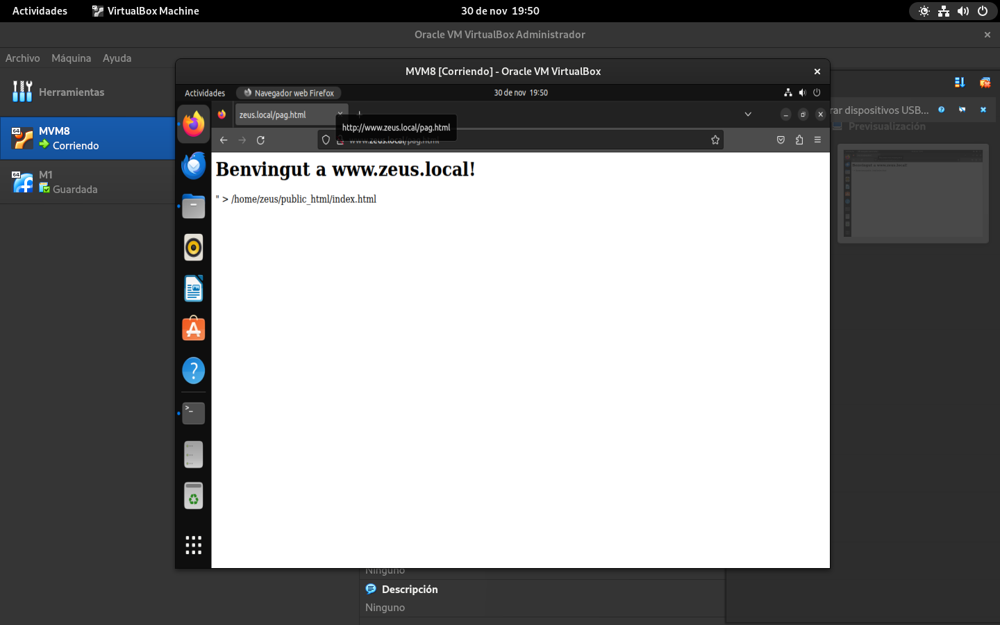 Actividades
VirtualBox Machine
30 de nov 19:50
Oracle VM VirtualBox Administrador
Archivo Máquina Ayuda
Herramientas
MVM8
Corriendo
M1
Guardada
MVM8 [Corriendo] - Oracle VM VirtualBox
Actividades
Navegador web Firefox
30 de nov 19:50
zeus.local/pag.html
http://www.zeus.local/pag.html
www.zeus.local/pag.html
Benvingut a www.zeus.local!
" > /home/zeus/public_html/index.html
rar dispositivos USB...
Previsualización
Ninguno
Descripción
Ninguno